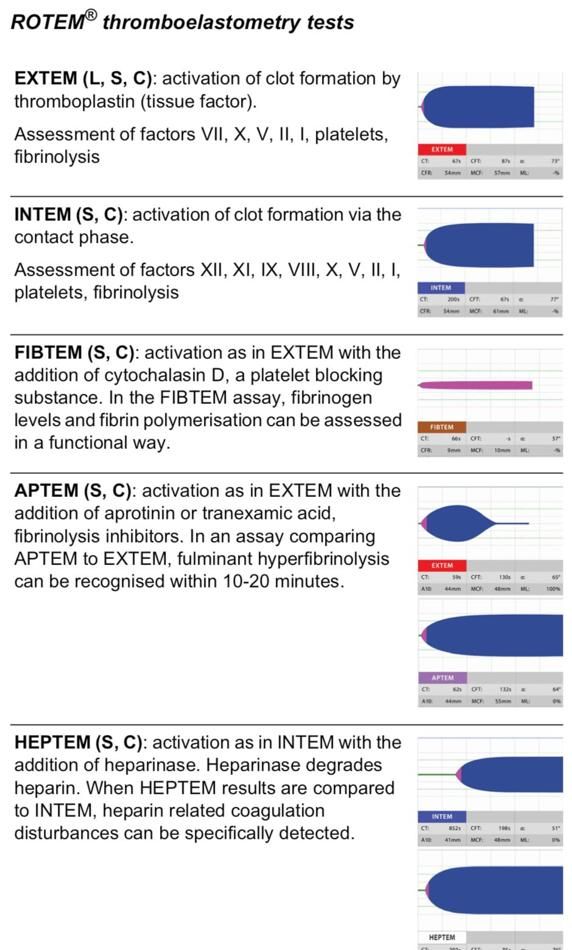 ROTEM® thromboelastometry tests
EXTEM (L, S, C): activation of clot formation by
thromboplastin (tissue factor).
Assessment of factors VII, X, V, II, I, platelets,
fibrinolysis
EXTEM
CT: 67s CFT: 87s α: 73°
CFR: 54mm MCF: 57mm ML: -%
INTEM (S, C): activation of clot formation via the
contact phase.
Assessment of factors XII, XI, IX, VIII, X, V, II, I,
platelets, fibrinolysis
INTEM
CT: 200s CFT: 67s α: 77°
CFR: 54mm MCF: 61mm ML: -%
FIBTEM (S, C): activation as in EXTEM with the
addition of cytochalasin D, a platelet blocking
substance. In the FIBTEM assay, fibrinogen
levels and fibrin polymerisation can be assessed
in a functional way.
FIBTEM
CT: 66s CFT: -s α: 57°
CFR: 9mm MCF: 10mm ML: -%
APTEM (S, C): activation as in EXTEM with the
addition of aprotinin or tranexamic acid,
fibrinolysis inhibitors. In an assay comparing
APTEM to EXTEM, fulminant hyperfibrinolysis
can be recognised within 10-20 minutes.
EXTEM
CT: 59s CFT: 130s α: 65°
A10: 44mm MCF: 48mm ML: 100%
APTEM
CT: 62s CFT: 132s α: 64°
A10: 44mm MCF: 55mm ML: 0%
HEPTEM (S, C): activation as in INTEM with the
addition of heparinase. Heparinase degrades
heparin. When HEPTEM results are compared
to INTEM, heparin related coagulation
disturbances can be specifically detected.
INTEM
CT: 852s CFT: 198s α: 51°
A10: 41mm MCF: 48mm ML: 0%
HEPTEM